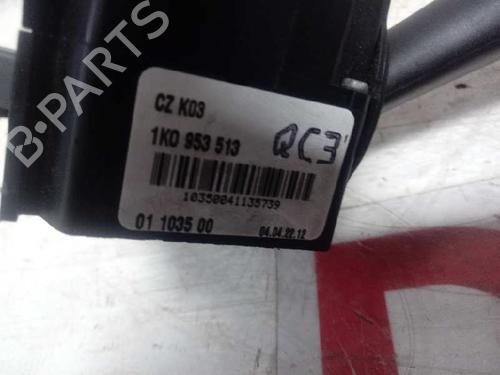 B-PARTS
CZ K03
1K0 953 513 QC3
10350041135739
01 1035 00 04.04.22.12